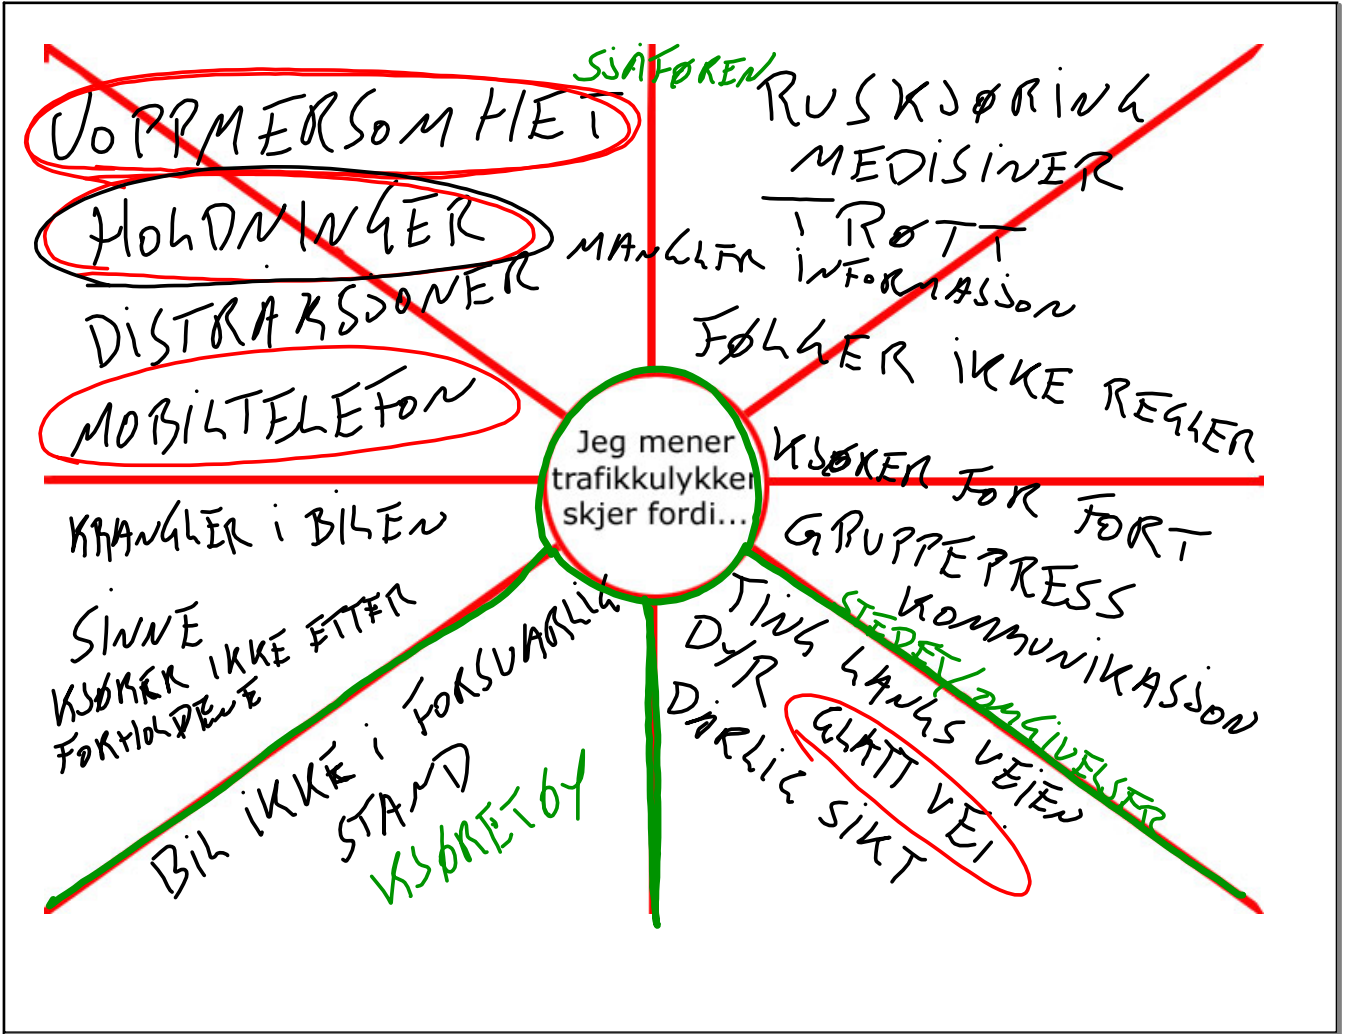 SJÅFØREN
UOPPMERSOMHET
HOLDNINGER
DISTRAKSJONER
MOBILTELEFON
RUSKJØRING
MEDISINER
TRØTT
MANGLER INFORMASJON
FØLGER IKKE REGLER
KJØRER FOR FORT
GRUPPEPRESS
KOMMUNIKASJON
Jeg mener
trafikkulykker
skjer fordi...
KRANGLER I BILEN
SINNE
KJØRER IKKE ETTER
FORHOLDENE
BIL IKKE I FORSVARLIG
STAND
KJØRETØY
STEDET/OMGIVELSER
TING LANGS VEIEN
DYR
GLATT VEI
DÅRLIG SIKT